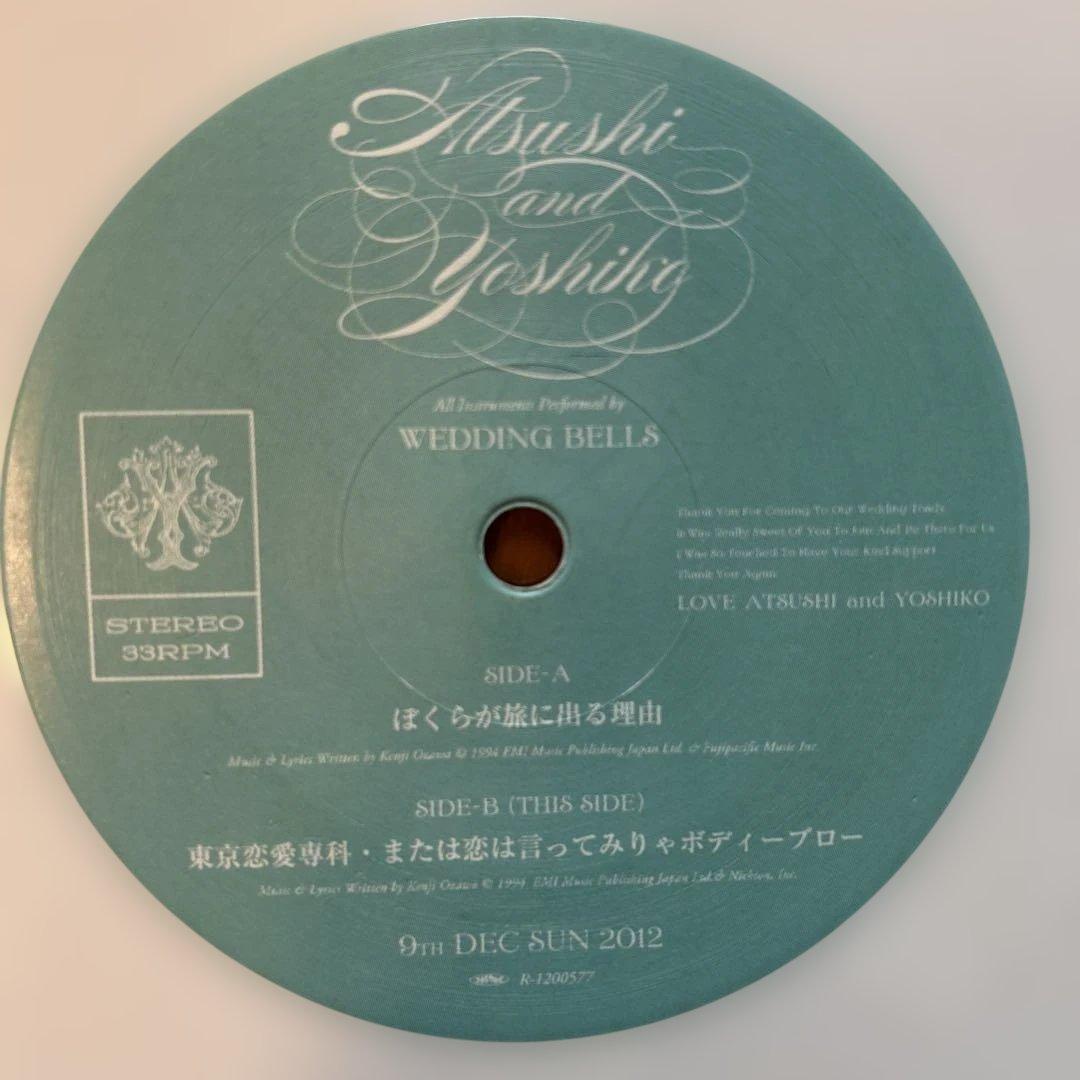 Atsushi
and
Yoshiko
All Instruments Performed by
WEDDING BELLS
STEREO
33RPM
Thank You For Coming To Our Wedding Today
It Was Really Sweet Of You To Join And Be There For Us
I Was So Touched To Have Your Kind Support
Thank You Again
LOVE ATSUSHI and YOSHIKO
SIDE-A
ぼくらが旅に出る理由
Music & Lyrics Written by Kenji Ozawa © 1994 EMI Music Publishing Japan Ltd. & Fujipacific Music Inc.
SIDE-B (THIS SIDE)
東京恋愛専科・または恋は言ってみりゃボディーブロー
Music & Lyrics Written by Kenji Ozawa © 1994 EMI Music Publishing Japan Ltd. & Nichion, Inc.
9TH DEC SUN 2012
R-1200577